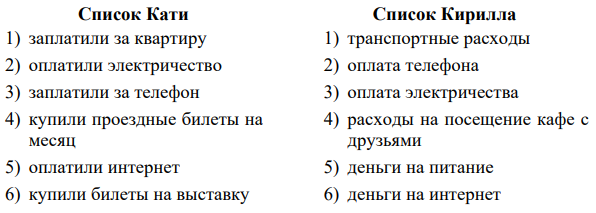 Список Кати
1) заплатили за квартиру
2) оплатили электричество
3) заплатили за телефон
4) купили проездные билеты на
месяц
5) оплатили интернет
6) купили билеты на выставку
Список Кирилла
1) транспортные расходы
2) оплата телефона
3) оплата электричества
4) расходы на посещение кафе с
друзьями
5) деньги на питание
6) деньги на интернет